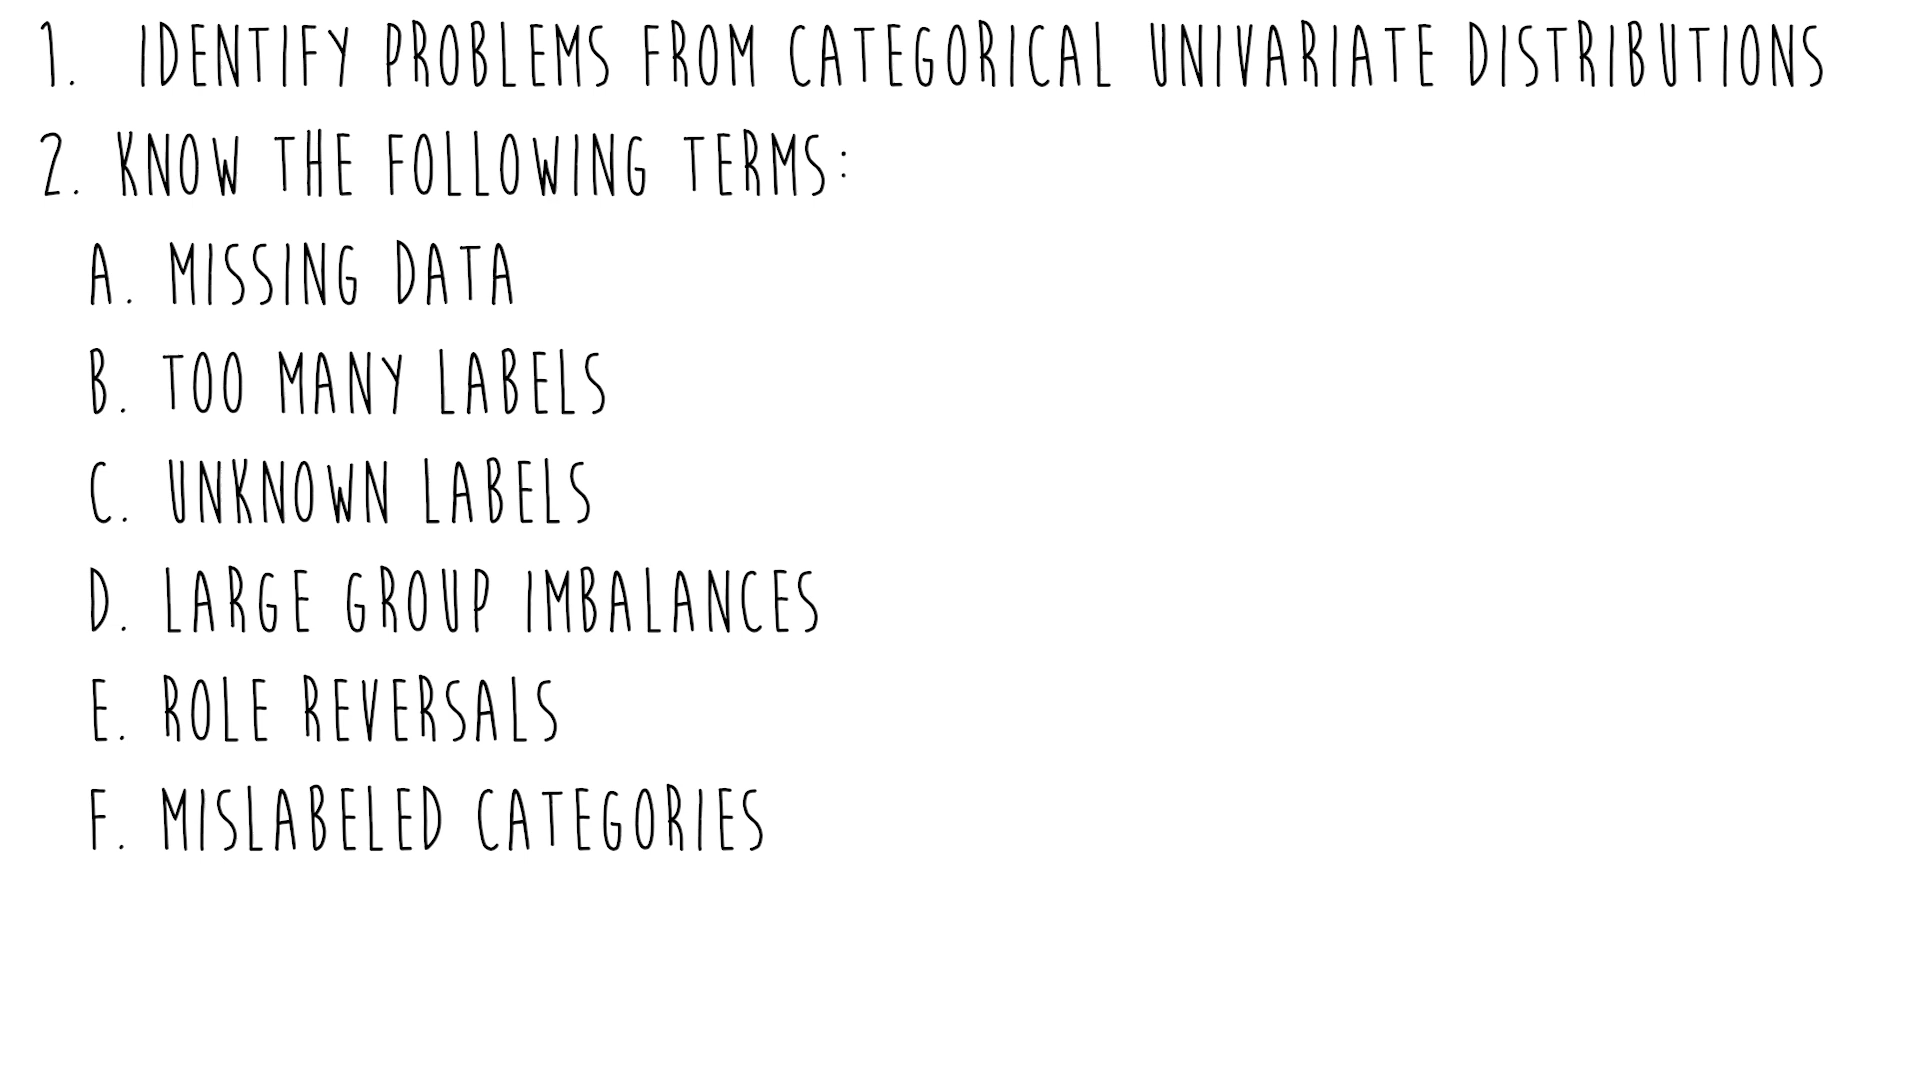 1. IDENTIFY PROBLEMS FROM CATEGORICAL UNIVARIATE DISTRIBUTIONS
2. KNOW THE FOLLOWING TERMS:
A. MISSING DATA
B. TOO MANY LABELS
C. UNKNOWN LABELS
D. LARGE GROUP IMBALANCES
E. ROLE REVERSALS
F. MISLABELED CATEGORIES